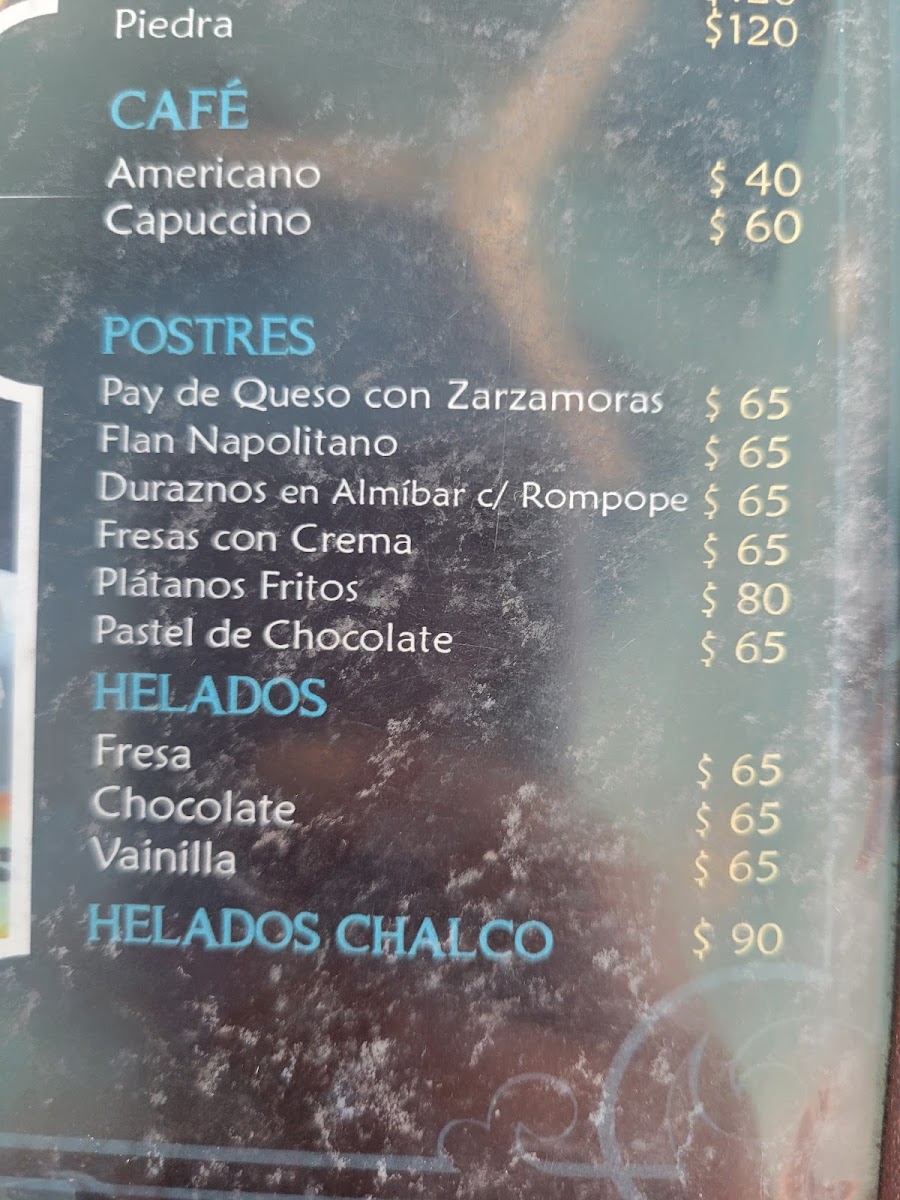 Piedra $120
CAFÉ
Americano $ 40
Capuccino $ 60
POSTRES
Pay de Queso con Zarzamoras $ 65
Flan Napolitano $ 65
Duraznos en Almíbar c/ Rompope $ 65
Fresas con Crema $ 65
Plátanos Fritos $ 80
Pastel de Chocolate $ 65
HELADOS
Fresa $ 65
Chocolate $ 65
Vainilla $ 65
HELADOS CHALCO $ 90